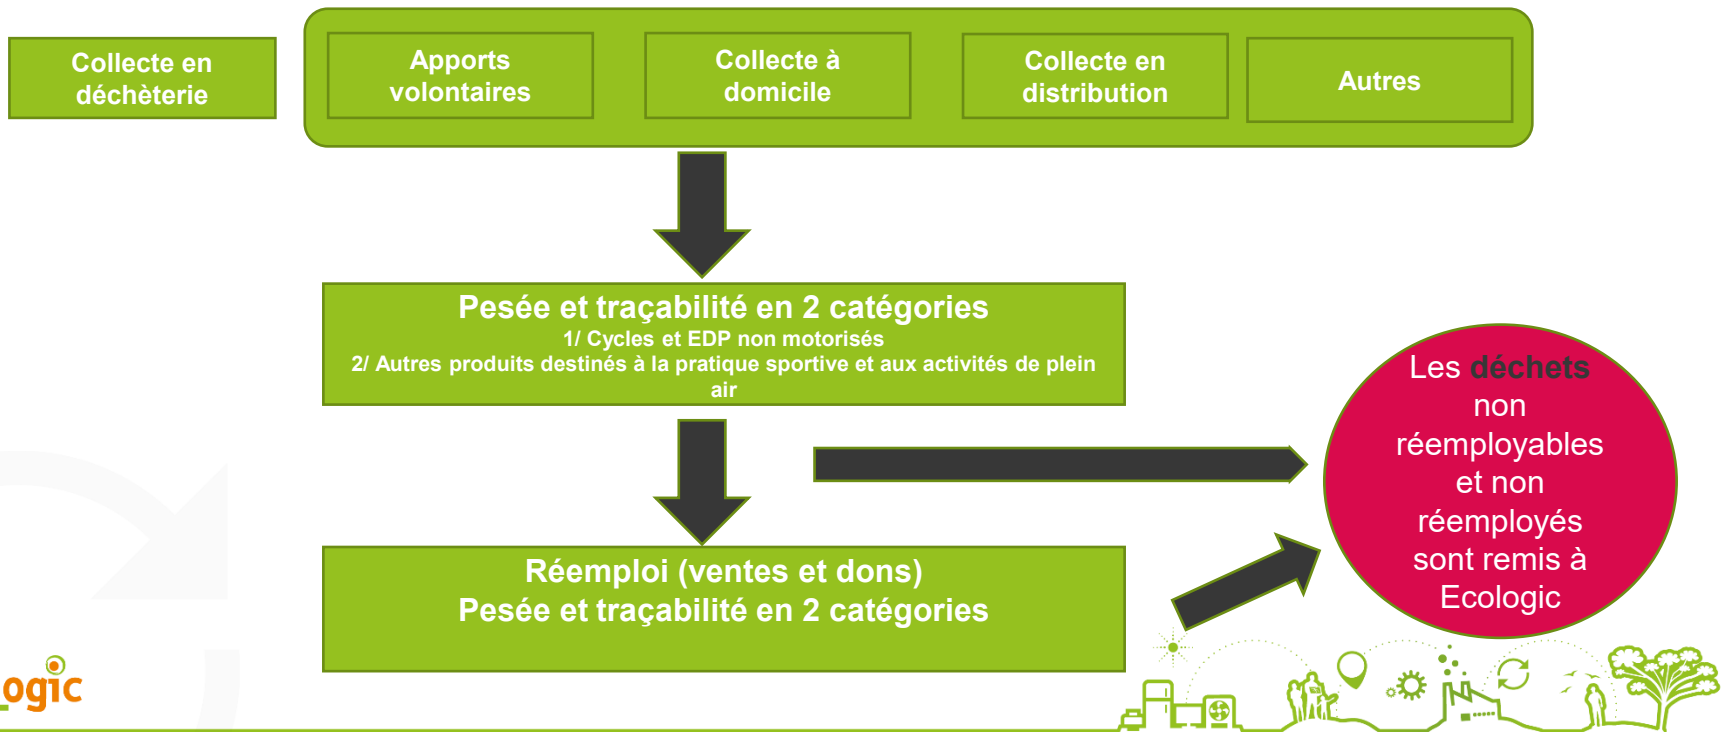 Collecte en
déchèterie
Apports
volontaires
Collecte à
domicile
Collecte en
distribution
Autres
Pesée et traçabilité en 2 catégories
1/ Cycles et EDP non motorisés
2/ Autres produits destinés à la pratique sportive et aux activités de plein
air
Les déchets
non
réemployables
et non
réemployés
sont remis à
Ecologic
Réemploi (ventes et dons)
Pesée et traçabilité en 2 catégories
ogic